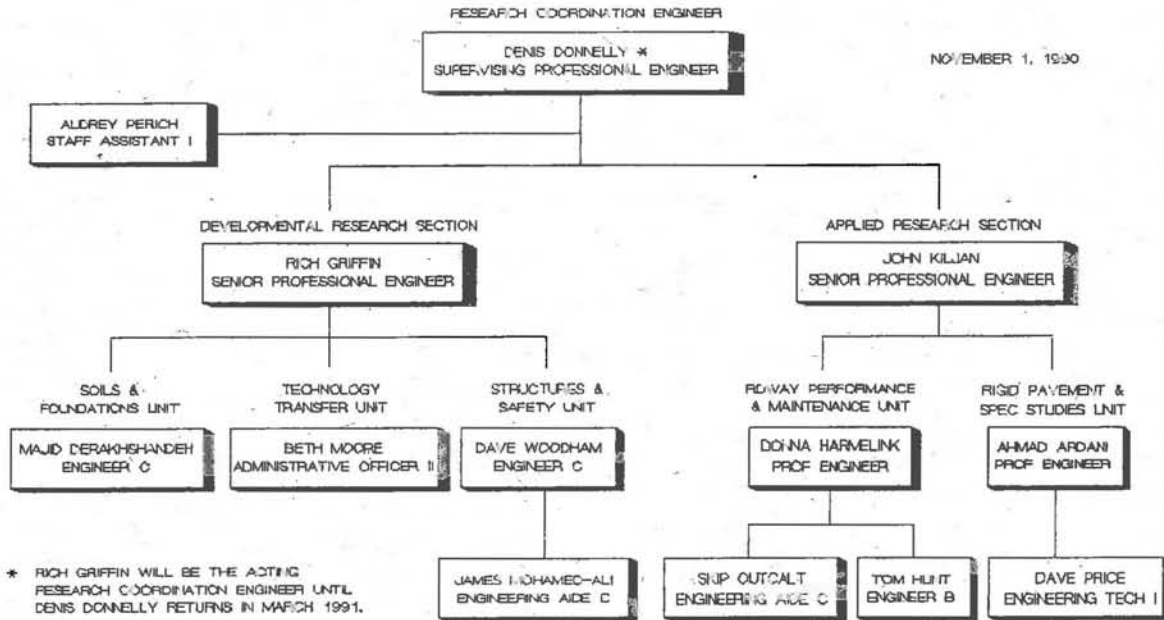 RESEARCH COORDINATION ENGINEER
DENIS DONNELLY *
SUPERVISING PROFESSIONAL ENGINEER
NOVEMBER 1, 1990
AUDREY PERICH
STAFF ASSISTANT I
DEVELOPMENTAL RESEARCH SECTION
RICH GRIFFIN
SENIOR PROFESSIONAL ENGINEER
APPLIED RESEARCH SECTION
JOHN KILJAN
SENIOR PROFESSIONAL ENGINEER
SOILS &
FOUNDATIONS UNIT
MAJID DERAKHSHANDEH
ENGINEER C
TECHNOLOGY
TRANSFER UNIT
BETH MOORE
ADMINISTRATIVE OFFICER II
STRUCTURES &
SAFETY UNIT
DAVE WOODHAM
ENGINEER C
RDWAY PERFORMANCE
& MAINTENANCE UNIT
DONNA HARMELINK
PROF ENGINEER
RIGID PAVEMENT &
SPEC STUDIES UNIT
AHMAD ARDANI
PROF ENGINEER
JAMES MOHAMED-ALI
ENGINEERING AIDE
SKIP OUTCALT
ENGINEERING AIDE C
TOM HUNT
ENGINEER B
DAVE PRICE
ENGINEERING TECH I
* RICH GRIFFIN WILL BE THE ACTING
RESEARCH COORDINATION ENGINEER UNTIL
DENIS DONNELLY RETURNS IN MARCH 1991.